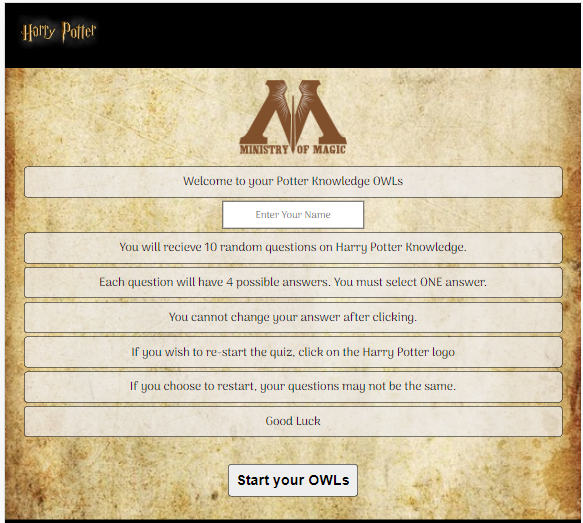 Harry Potter
M
MINISTRY OF MAGIC
Welcome to your Potter Knowledge OWLs
Enter Your Name
You will recieve 10 random questions on Harry Potter Knowledge.
Each question will have 4 possible answers. You must select ONE answer.
You cannot change your answer after clicking.
If you wish to re-start the quiz, click on the Harry Potter logo
If you choose to restart, your questions may not be the same.
Good Luck
Start your OWLs